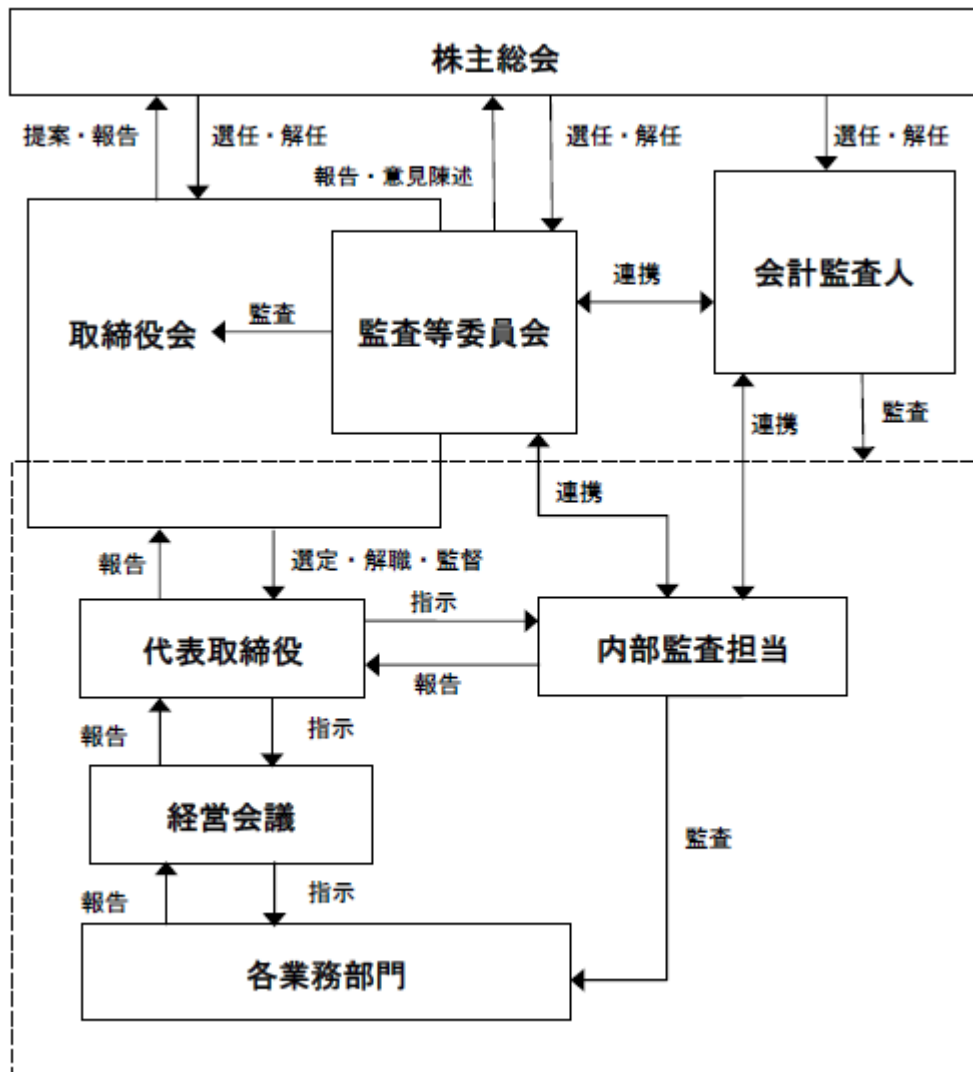 株主総会
提案・報告
選任・解任
報告・意見陳述
選任・解任
選任・解任
取締役会
監査
監査等委員会
連携
会計監査人
連携
連携
監査
報告
選定・解職・監督
代表取締役
指示
報告
内部監査担当
報告
指示
経営会議
監査
報告
指示
各業務部門